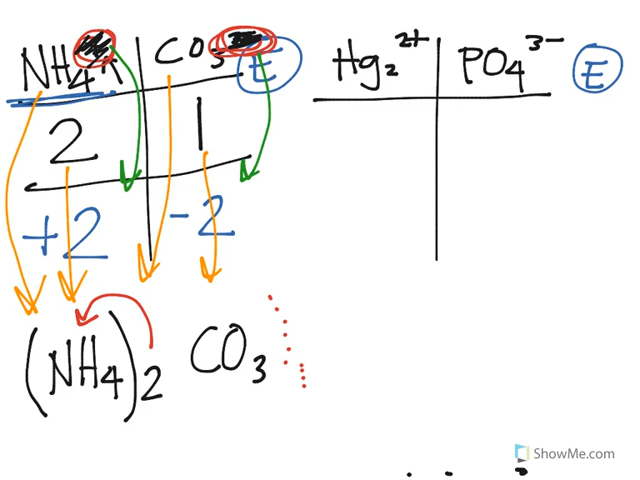 NH4 CO3 E
2 1
+2 -2
(NH4)2 CO3
Hg2 2+ PO4 3- E
ShowMe.com